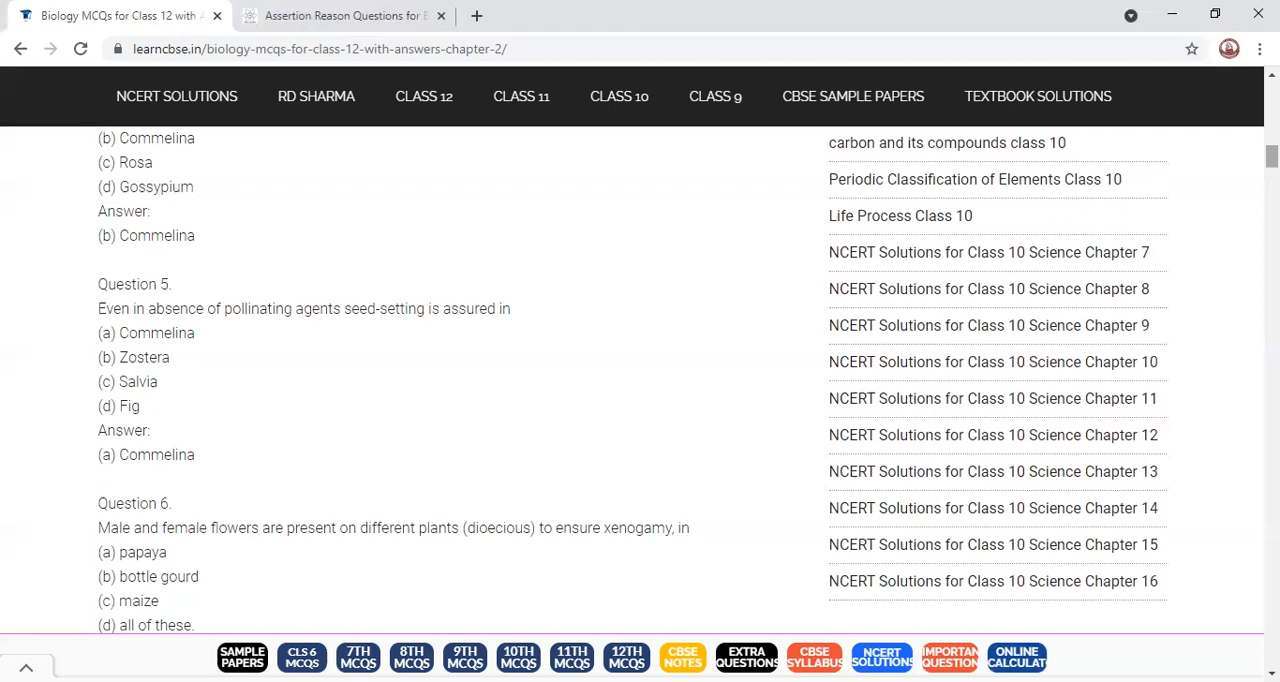 Biology MCQs for Class 12 with A
Assertion Reason Questions for B
learncbse.in/biology-mcqs-for-class-12-with-answers-chapter-2/
NCERT SOLUTIONS RD SHARMA CLASS 12 CLASS 11 CLASS 10 CLASS 9 CBSE SAMPLE PAPERS TEXTBOOK SOLUTIONS
(b) Commelina
(c) Rosa
(d) Gossypium
Answer:
(b) Commelina
Question 5.
Even in absence of pollinating agents seed-setting is assured in
(a) Commelina
(b) Zostera
(c) Salvia
(d) Fig
Answer:
(a) Commelina
Question 6.
Male and female flowers are present on different plants (dioecious) to ensure xenogamy, in
(a) papaya
(b) bottle gourd
(c) maize
(d) all of these.
carbon and its compounds class 10
Periodic Classification of Elements Class 10
Life Process Class 10
NCERT Solutions for Class 10 Science Chapter 7
NCERT Solutions for Class 10 Science Chapter 8
NCERT Solutions for Class 10 Science Chapter 9
NCERT Solutions for Class 10 Science Chapter 10
NCERT Solutions for Class 10 Science Chapter 11
NCERT Solutions for Class 10 Science Chapter 12
NCERT Solutions for Class 10 Science Chapter 13
NCERT Solutions for Class 10 Science Chapter 14
NCERT Solutions for Class 10 Science Chapter 15
NCERT Solutions for Class 10 Science Chapter 16
SAMPLE
PAPERS
CLS 6
MCQS
7TH
MCQS
8TH
MCQS
9TH
MCQS
10TH
MCQS
11TH
MCQS
12TH
MCQS
CBSE
NOTES
EXTRA
QUESTIONS
CBSE
SYLLABUS
NCERT
SOLUTIONS
IMPORTAN
QUESTION
ONLINE
CALCULAT